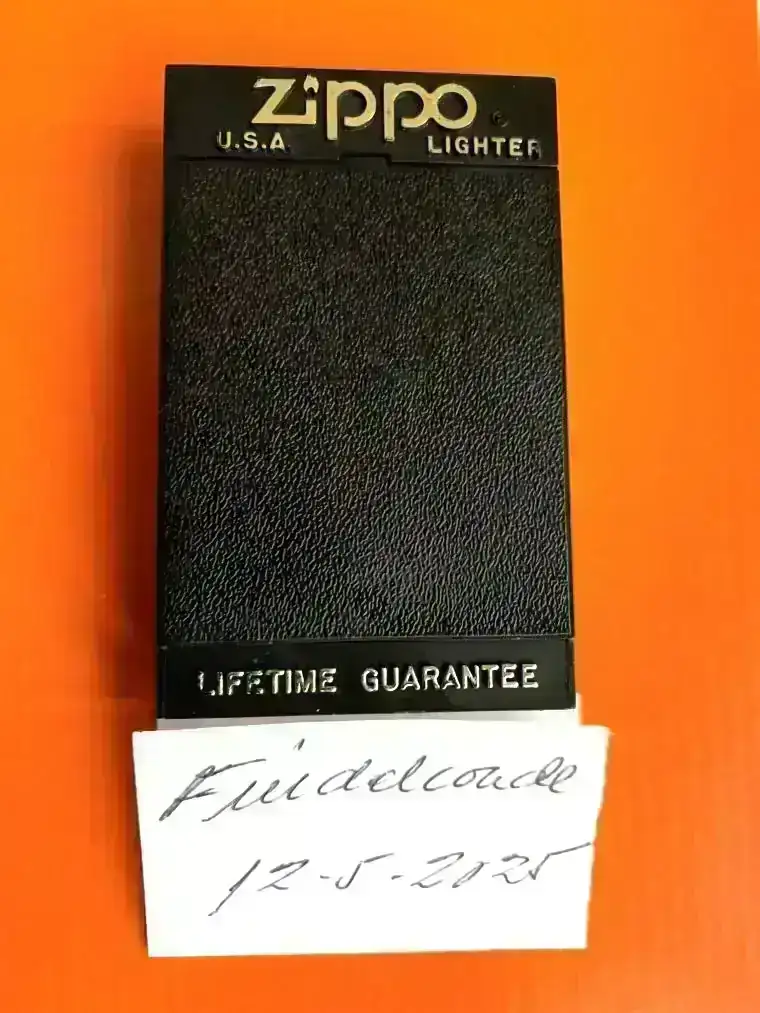 Zippo®
U.S.A. LIGHTER
LIFETIME GUARANTEE
12-5-2025